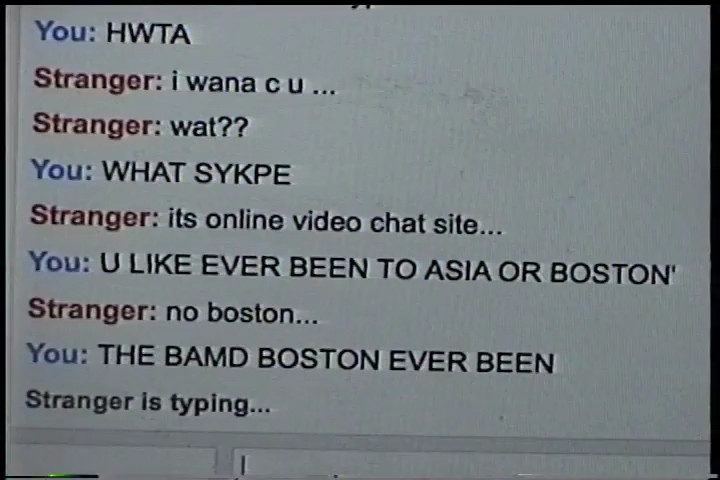 You: HWTA
Stranger: i wana c u ...
Stranger: wat??
You: WHAT SYKPE
Stranger: its online video chat site...
You: U LIKE EVER BEEN TO ASIA OR BOSTON'
Stranger: no boston...
You: THE BAMD BOSTON EVER BEEN
Stranger is typing...